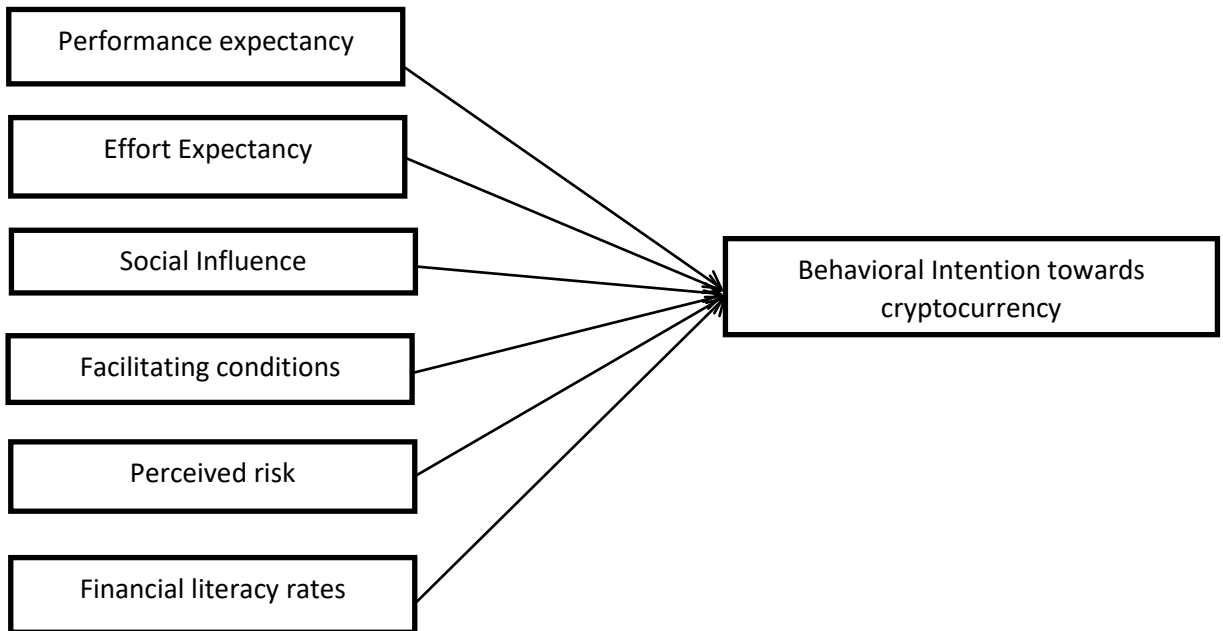 Performance expectancy
Effort Expectancy
Social Influence
Facilitating conditions
Perceived risk
Financial literacy rates
Behavioral Intention towards
cryptocurrency